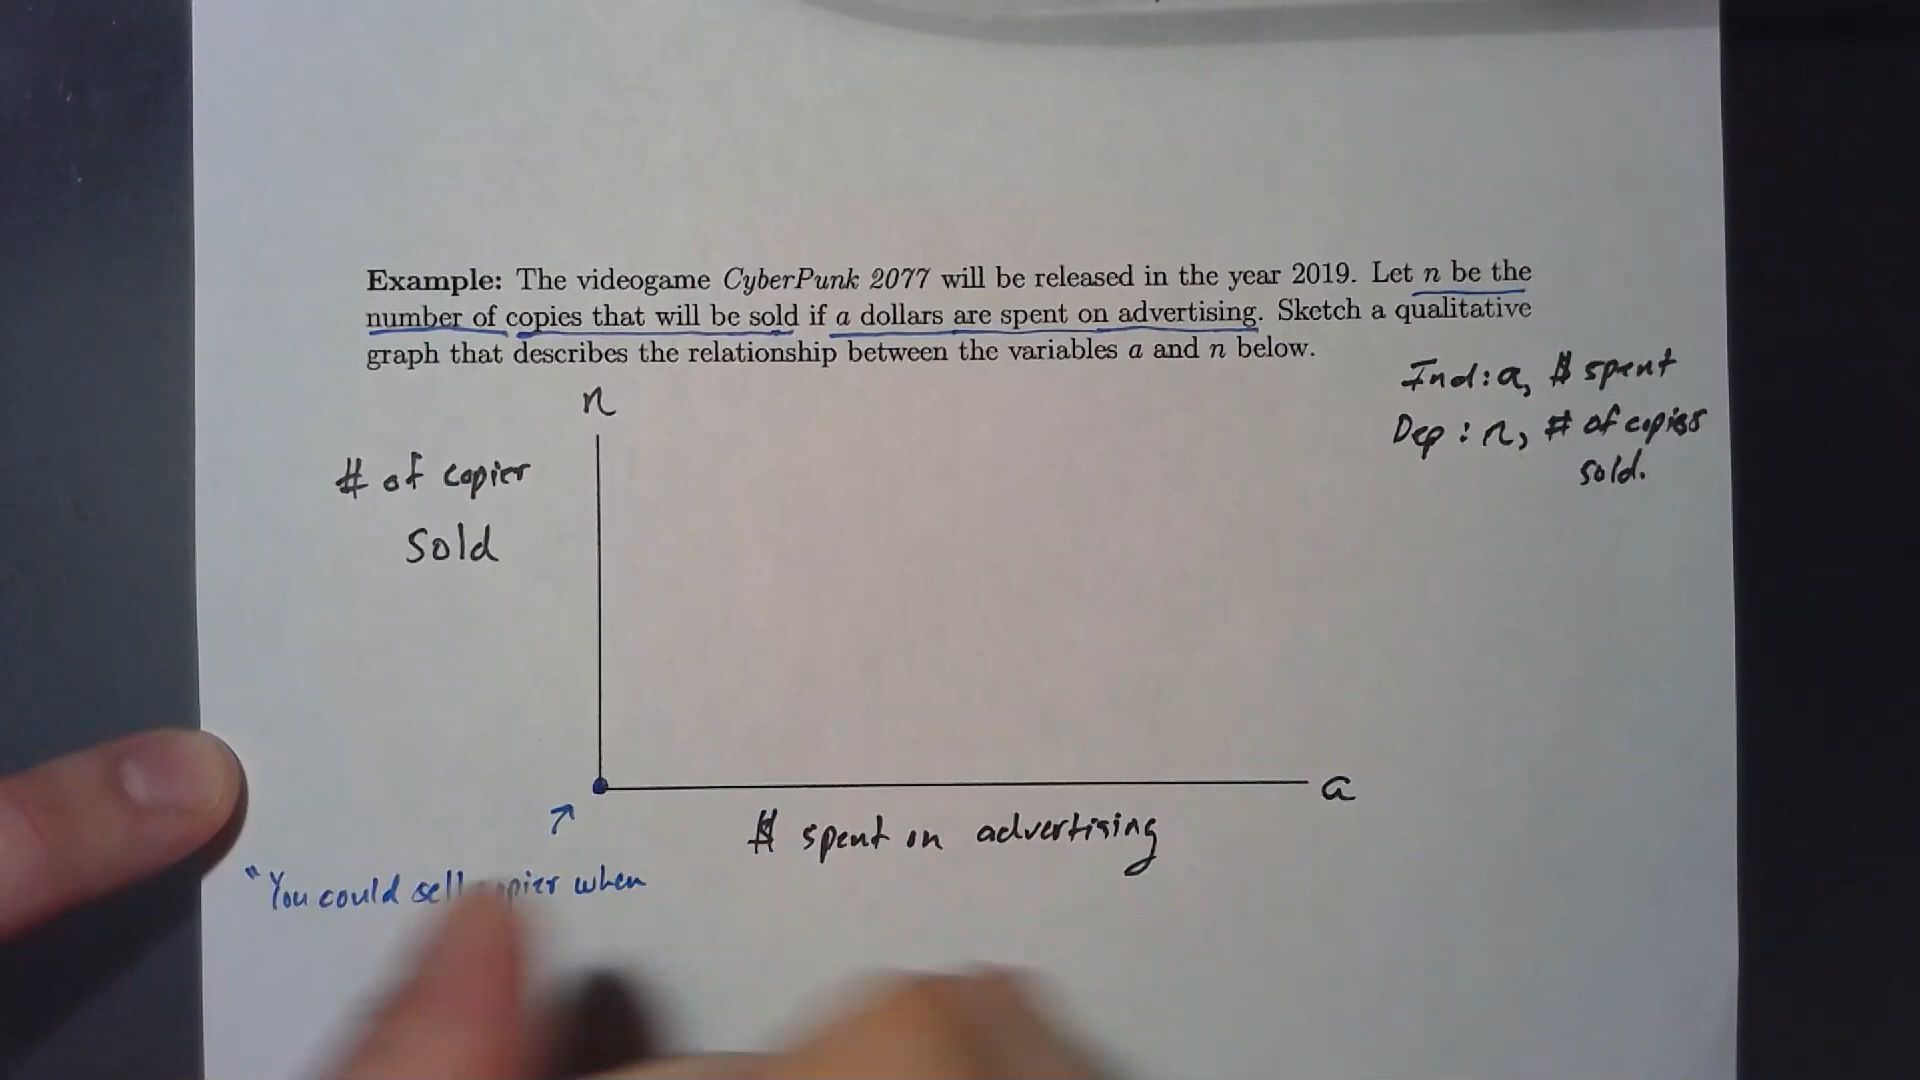 Example: The videogame CyberPunk 2077 will be released in the year 2019. Let n be the
number of copies that will be sold if a dollars are spent on advertising. Sketch a qualitative
graph that describes the relationship between the variables a and n below.
Ind: a, $ spent
Dep: n, # of copies
sold.
n
# of copies
sold
a
$ spent on advertising
"You could sell copies when